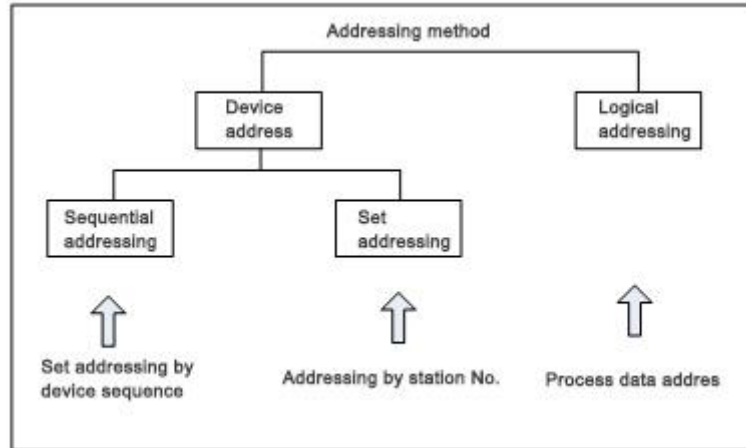 Addressing method
Device
address
Logical
addressing
Sequential
addressing
Set
addressing
Set addressing by
device sequence
Addressing by station No.
Process data addres